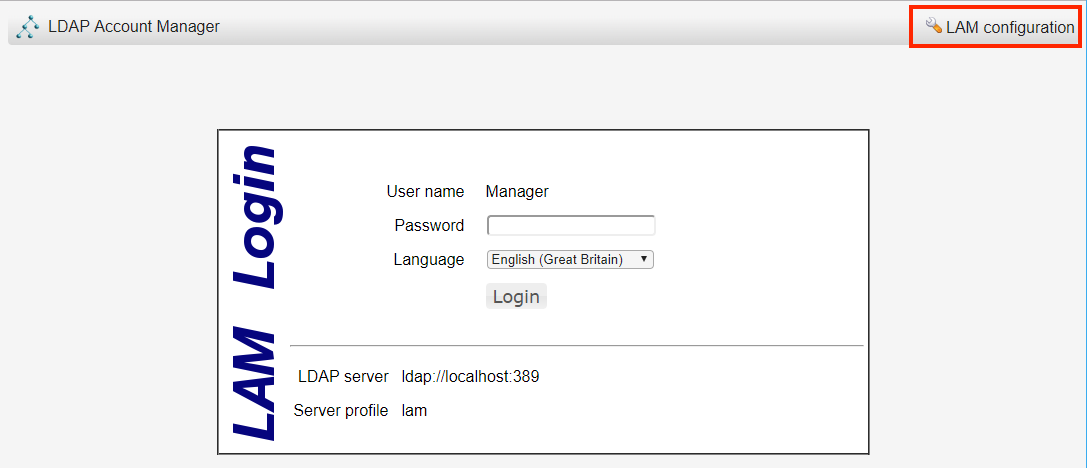 LDAP Account Manager
LAM configuration
LAM Login
User name Manager
Password
Language English (Great Britain)
Login
LDAP server ldap://localhost:389
Server profile lam